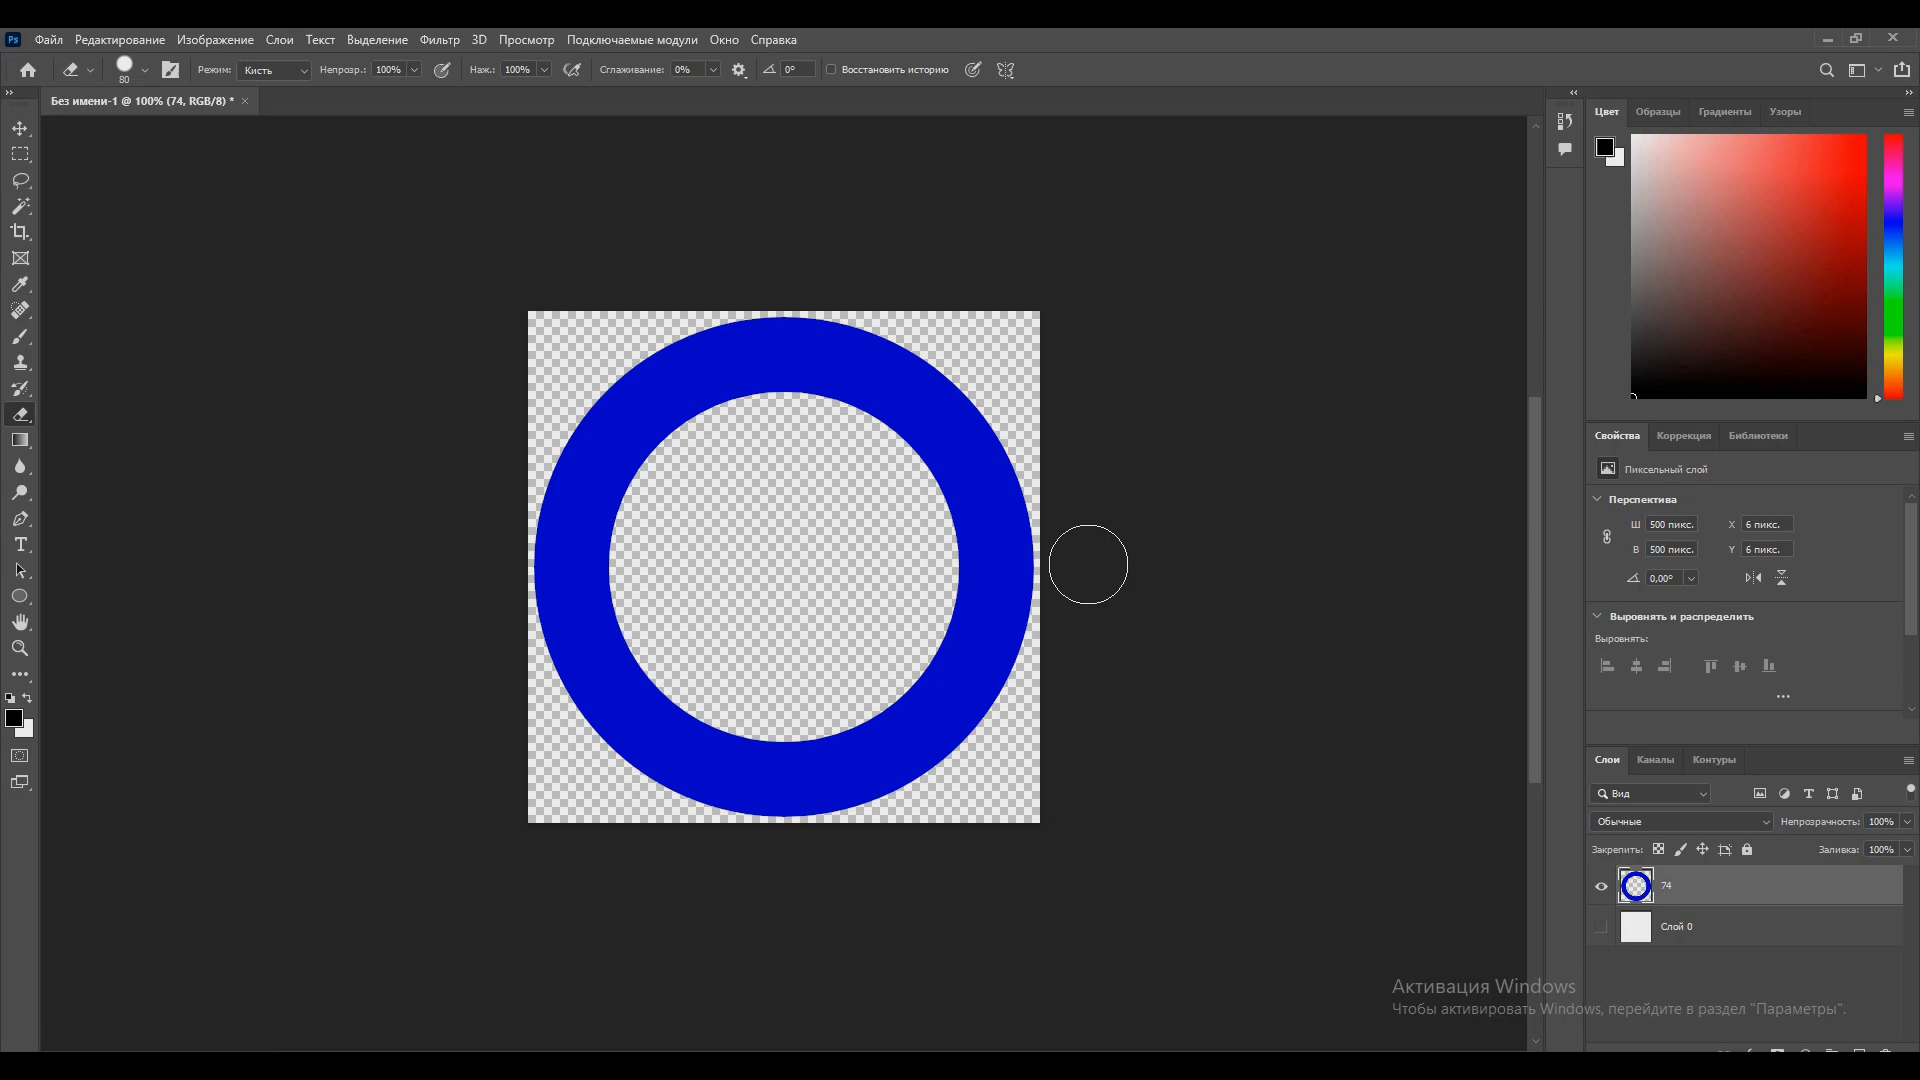 Ps Файл Редактирование Изображение Слои Текст Выделение Фильтр 3D Просмотр Подключаемые модули Окно Справка
80 Режим: Кисть Непрозр.: 100% Наж.: 100% Сглаживание: 0% 0° Восстановить историю
Без имени-1 @ 100% (74, RGB/8) *
Цвет Образцы Градиенты Узоры
Свойства Коррекция Библиотеки
Пиксельный слой
Перспектива
Ш 500 пикс. X 6 пикс.
В 500 пикс. Y 6 пикс.
0,00°
Выровнять и распределить
Выровнять:
Слои Каналы Контуры
Вид
Обычные Непрозрачность: 100%
Закрепить: Заливка: 100%
74
Слой 0
Активация Windows
Чтобы активировать Windows, перейдите в раздел "Параметры".